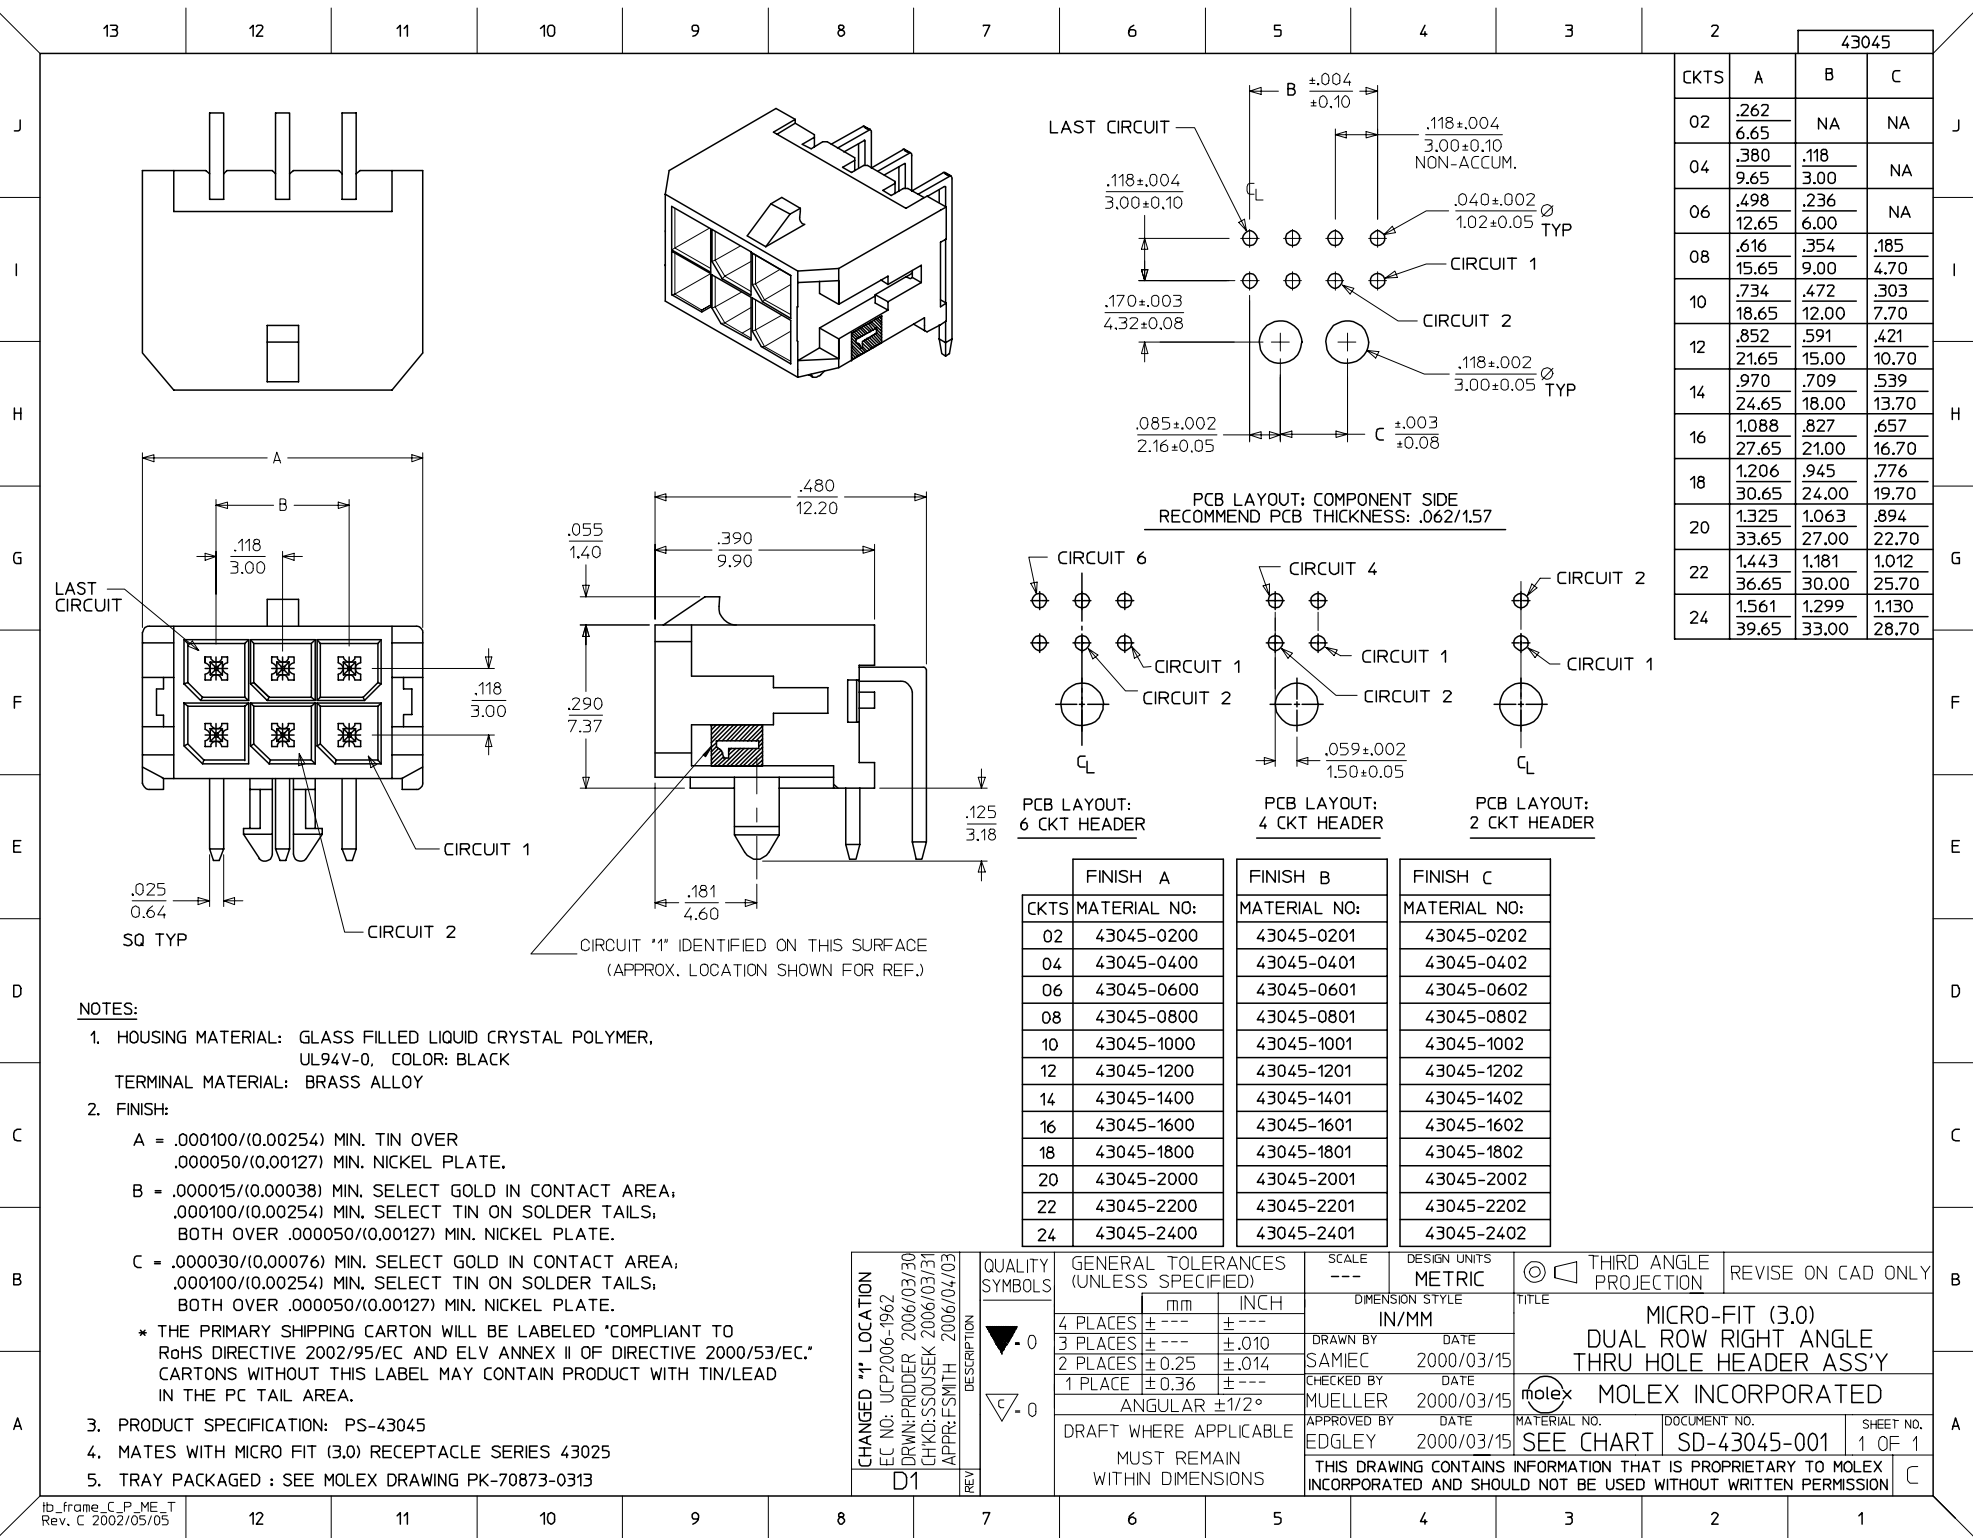 13 12 11 10 9 8 7 6 5 4 3 2
43045
J
I
H
G
F
E
D
C
B
A
J
I
H
G
F
E
D
C
B
A
CKTS A B C
02 .262 6.65 NA NA
04 .380 9.65 .118 3.00 NA
06 .498 12.65 .236 6.00 NA
08 .616 15.65 .354 9.00 .185 4.70
10 .734 18.65 .472 12.00 .303 7.70
12 .852 21.65 .591 15.00 .421 10.70
14 .970 24.65 .709 18.00 .539 13.70
16 1.088 27.65 .827 21.00 .657 16.70
18 1.206 30.65 .945 24.00 .776 19.70
20 1.325 33.65 1.063 27.00 .894 22.70
22 1.443 36.65 1.181 30.00 1.012 25.70
24 1.561 39.65 1.299 33.00 1.130 28.70
B ±.004
±0.10
LAST CIRCUIT
.118±.004
3.00±0.10
NON-ACCUM.
.118±.004
3.00±0.10
CL
.040±.002
1.02±0.05 Ø TYP
CIRCUIT 1
.170±.003
4.32±0.08
CIRCUIT 2
.118±.002
3.00±0.05 Ø TYP
.085±.002
2.16±0.05
C ±.003
±0.08
PCB LAYOUT: COMPONENT SIDE
RECOMMEND PCB THICKNESS: .062/1.57
A
B
.118
3.00
LAST
CIRCUIT
.118
3.00
CIRCUIT 1
CIRCUIT 2
.025
0.64
SQ TYP
.480
12.20
.390
9.90
.055
1.40
.290
7.37
.125
3.18
.181
4.60
CIRCUIT "1" IDENTIFIED ON THIS SURFACE
(APPROX. LOCATION SHOWN FOR REF.)
CIRCUIT 6
CIRCUIT 1
CIRCUIT 2
CL
PCB LAYOUT:
6 CKT HEADER
CIRCUIT 4
CIRCUIT 1
CIRCUIT 2
.059±.002
1.50±0.05
PCB LAYOUT:
4 CKT HEADER
CIRCUIT 2
CIRCUIT 1
CL
PCB LAYOUT:
2 CKT HEADER
FINISH A FINISH B FINISH C
CKTS MATERIAL NO: MATERIAL NO: MATERIAL NO:
02 43045-0200 43045-0201 43045-0202
04 43045-0400 43045-0401 43045-0402
06 43045-0600 43045-0601 43045-0602
08 43045-0800 43045-0801 43045-0802
10 43045-1000 43045-1001 43045-1002
12 43045-1200 43045-1201 43045-1202
14 43045-1400 43045-1401 43045-1402
16 43045-1600 43045-1601 43045-1602
18 43045-1800 43045-1801 43045-1802
20 43045-2000 43045-2001 43045-2002
22 43045-2200 43045-2201 43045-2202
24 43045-2400 43045-2401 43045-2402
NOTES:
1. HOUSING MATERIAL: GLASS FILLED LIQUID CRYSTAL POLYMER,
UL94V-0, COLOR: BLACK
TERMINAL MATERIAL: BRASS ALLOY
2. FINISH:
A = .000100/(0.00254) MIN. TIN OVER
.000050/(0.00127) MIN. NICKEL PLATE.
B = .000015/(0.00038) MIN. SELECT GOLD IN CONTACT AREA;
.000100/(0.00254) MIN. SELECT TIN ON SOLDER TAILS;
BOTH OVER .000050/(0.00127) MIN. NICKEL PLATE.
C = .000030/(0.00076) MIN. SELECT GOLD IN CONTACT AREA;
.000100/(0.00254) MIN. SELECT TIN ON SOLDER TAILS;
BOTH OVER .000050/(0.00127) MIN. NICKEL PLATE.
* THE PRIMARY SHIPPING CARTON WILL BE LABELED "COMPLIANT TO
RoHS DIRECTIVE 2002/95/EC AND ELV ANNEX II OF DIRECTIVE 2000/53/EC."
CARTONS WITHOUT THIS LABEL MAY CONTAIN PRODUCT WITH TIN/LEAD
IN THE PC TAIL AREA.
3. PRODUCT SPECIFICATION: PS-43045
4. MATES WITH MICRO FIT (3.0) RECEPTACLE SERIES 43025
5. TRAY PACKAGED : SEE MOLEX DRAWING PK-70873-0313
CHANGED "1" LOCATION
EC NO: UCP2006-1962
DRWN:PRIDDER 2006/03/30
CH'KD:SSOUSEK 2006/03/31
APPR:FSMITH 2006/04/03
D1
DESCRIPTION
REV
QUALITY
SYMBOLS
- 0
C - 0
GENERAL TOLERANCES
(UNLESS SPECIFIED)
mm INCH
4 PLACES ±--- ±---
3 PLACES ±--- ±.010
2 PLACES ±0.25 ±.014
1 PLACE ±0.36 ±---
ANGULAR ±1/2°
DRAFT WHERE APPLICABLE
MUST REMAIN
WITHIN DIMENSIONS
SCALE
---
DESIGN UNITS
METRIC
DIMENSION STYLE
IN/MM
DRAWN BY DATE
SAMIEC 2000/03/15
CHECKED BY DATE
MUELLER 2000/03/15
APPROVED BY DATE
EDGLEY 2000/03/15
THIRD ANGLE
PROJECTION
REVISE ON CAD ONLY
TITLE
MICRO-FIT (3.0)
DUAL ROW RIGHT ANGLE
THRU HOLE HEADER ASS'Y
molex MOLEX INCORPORATED
MATERIAL NO.
SEE CHART
DOCUMENT NO.
SD-43045-001
SHEET NO.
1 OF 1
THIS DRAWING CONTAINS INFORMATION THAT IS PROPRIETARY TO MOLEX
INCORPORATED AND SHOULD NOT BE USED WITHOUT WRITTEN PERMISSION
C
tb_frame_C_P_ME_T
Rev. C 2002/05/05
12 11 10 9 8 7 6 5 4 3 2 1